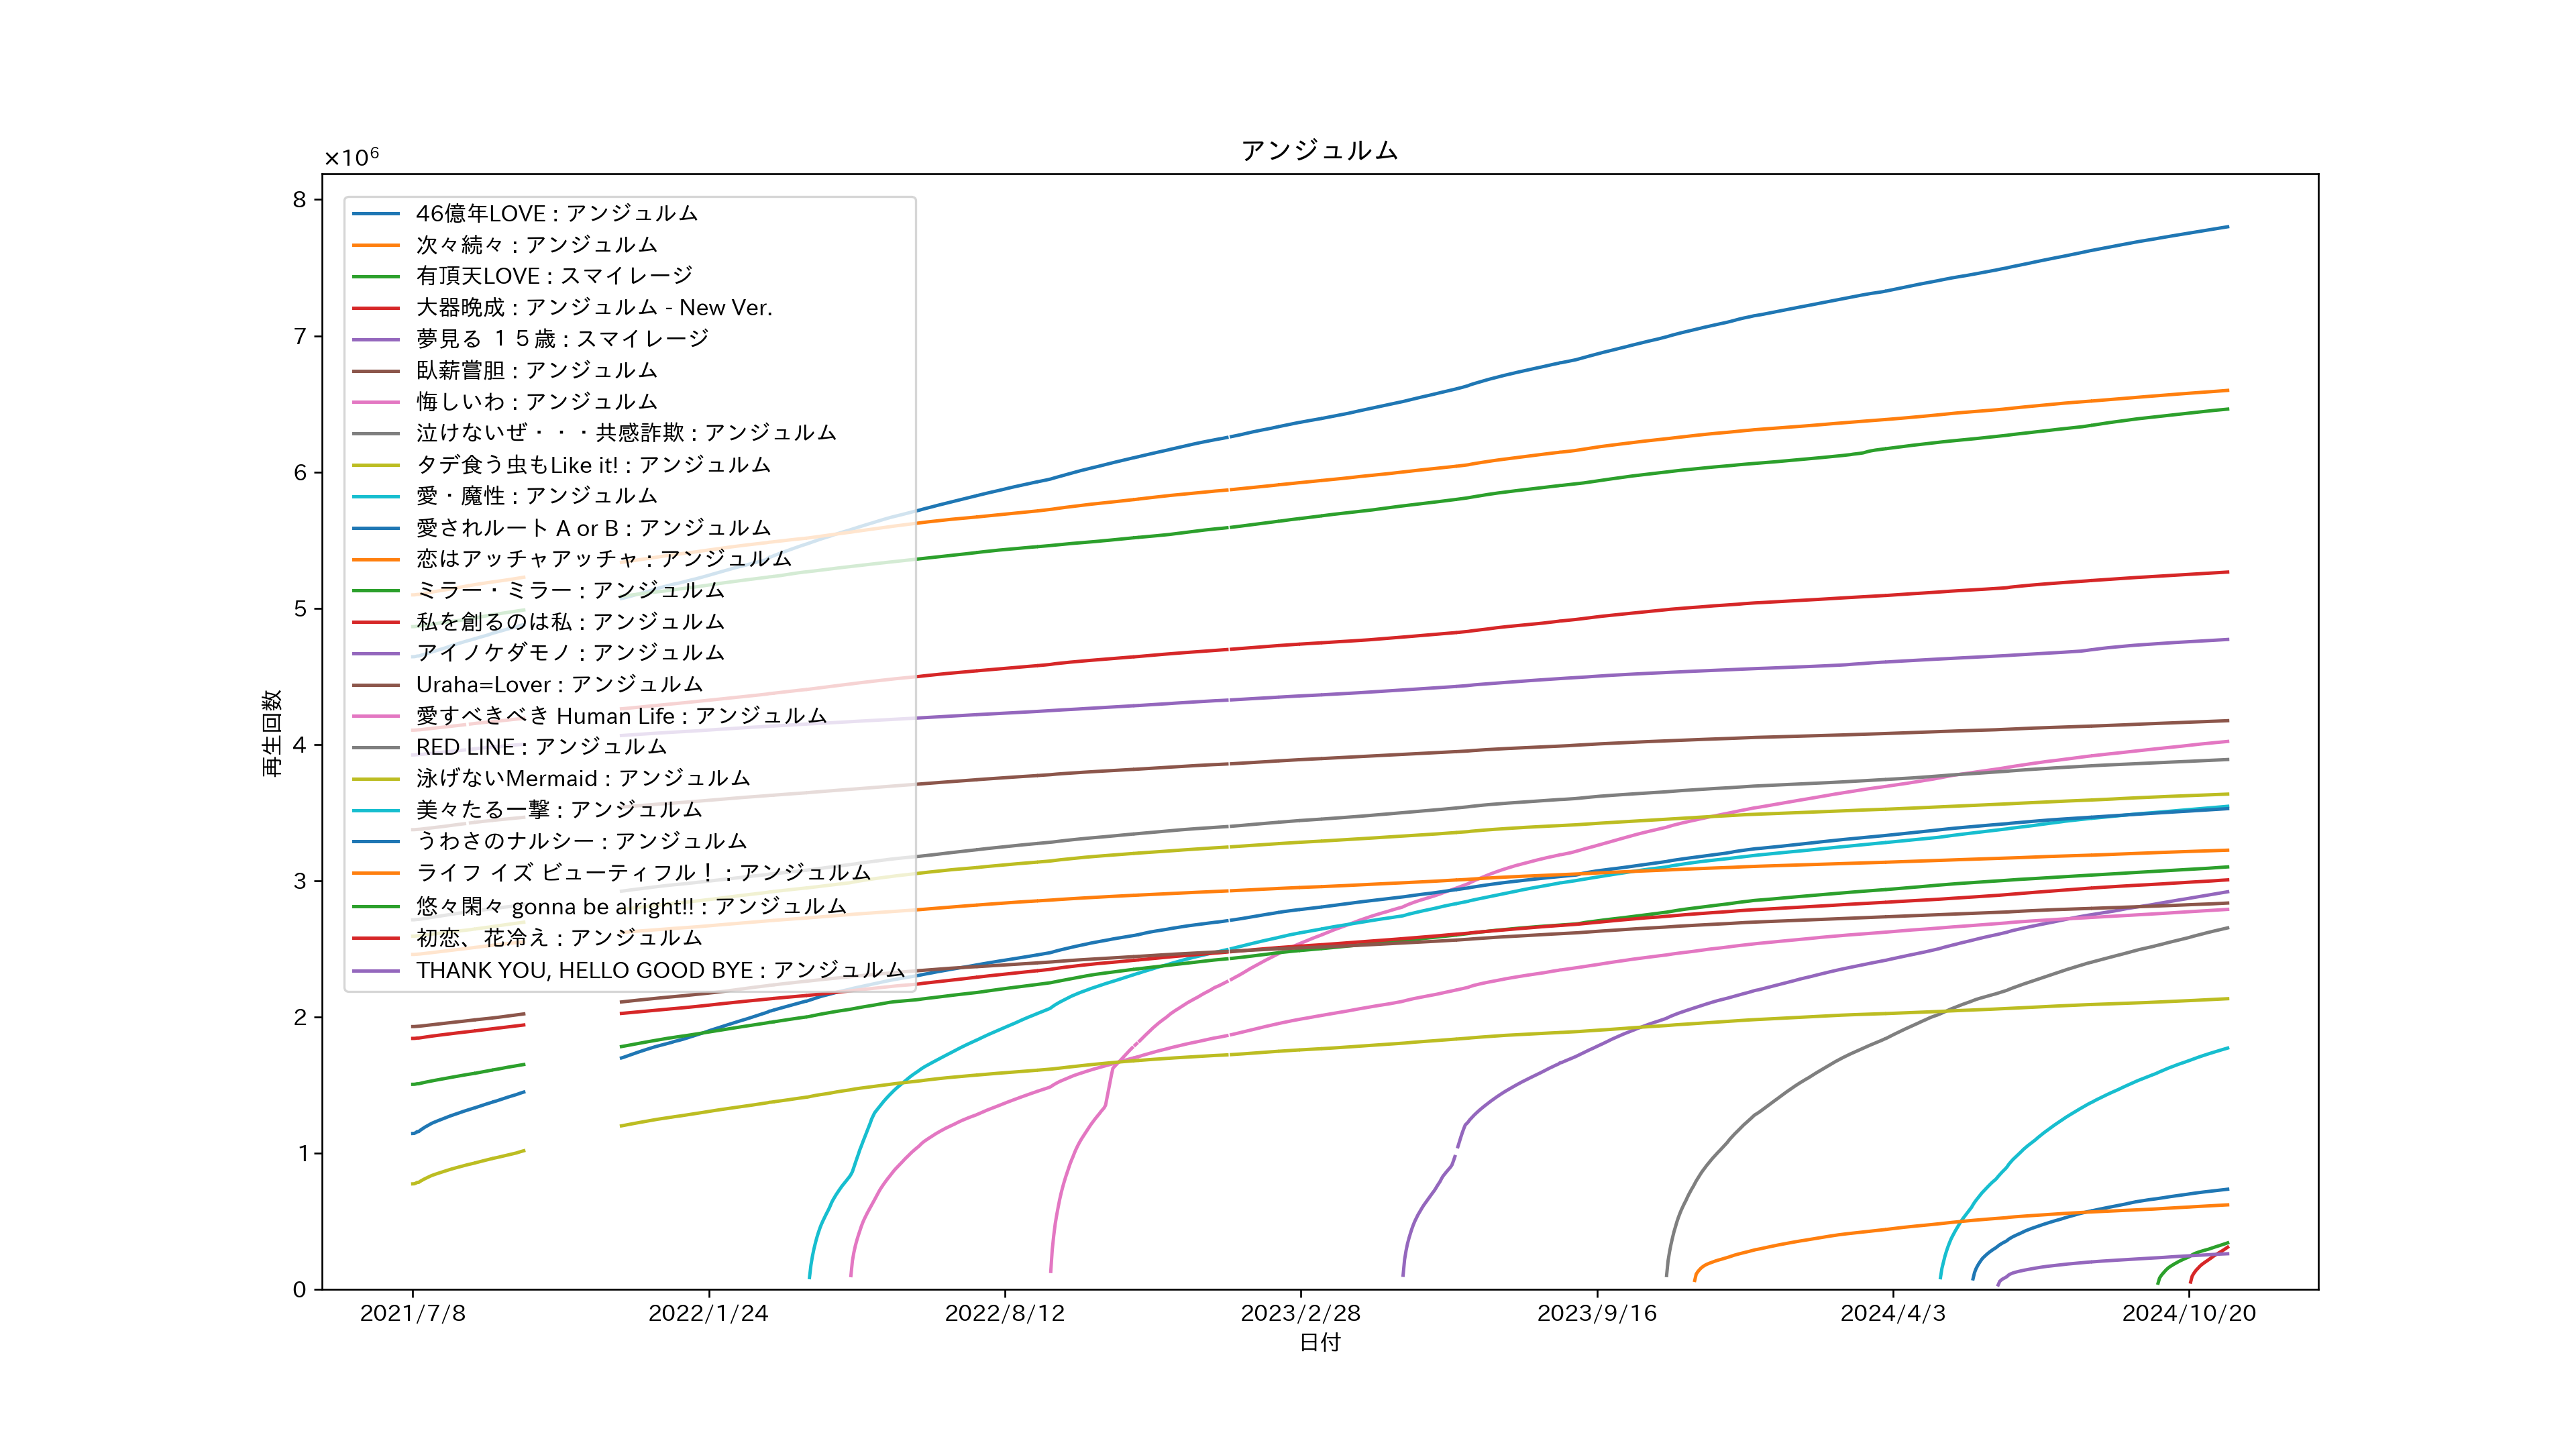 アンジュルム
×10⁶
8
7
6
5
4
3
2
1
0
再生回数
46億年LOVE : アンジュルム
次々続々 : アンジュルム
有頂天LOVE : スマイレージ
大器晩成 : アンジュルム - New Ver.
夢見る １５歳 : スマイレージ
臥薪嘗胆 : アンジュルム
悔しいわ : アンジュルム
泣けないぜ・・・共感詐欺 : アンジュルム
タデ食う虫もLike it! : アンジュルム
愛・魔性 : アンジュルム
愛されルート A or B : アンジュルム
恋はアッチャアッチャ : アンジュルム
ミラー・ミラー : アンジュルム
私を創るのは私 : アンジュルム
アイノケダモノ : アンジュルム
Uraha=Lover : アンジュルム
愛すべきべき Human Life : アンジュルム
RED LINE : アンジュルム
泳げないMermaid : アンジュルム
美々たる一撃 : アンジュルム
うわさのナルシー : アンジュルム
ライフ イズ ビューティフル！ : アンジュルム
悠々閑々 gonna be alright!! : アンジュルム
初恋、花冷え : アンジュルム
THANK YOU, HELLO GOOD BYE : アンジュルム
2021/7/8 2022/1/24 2022/8/12 2023/2/28 2023/9/16 2024/4/3 2024/10/20
日付